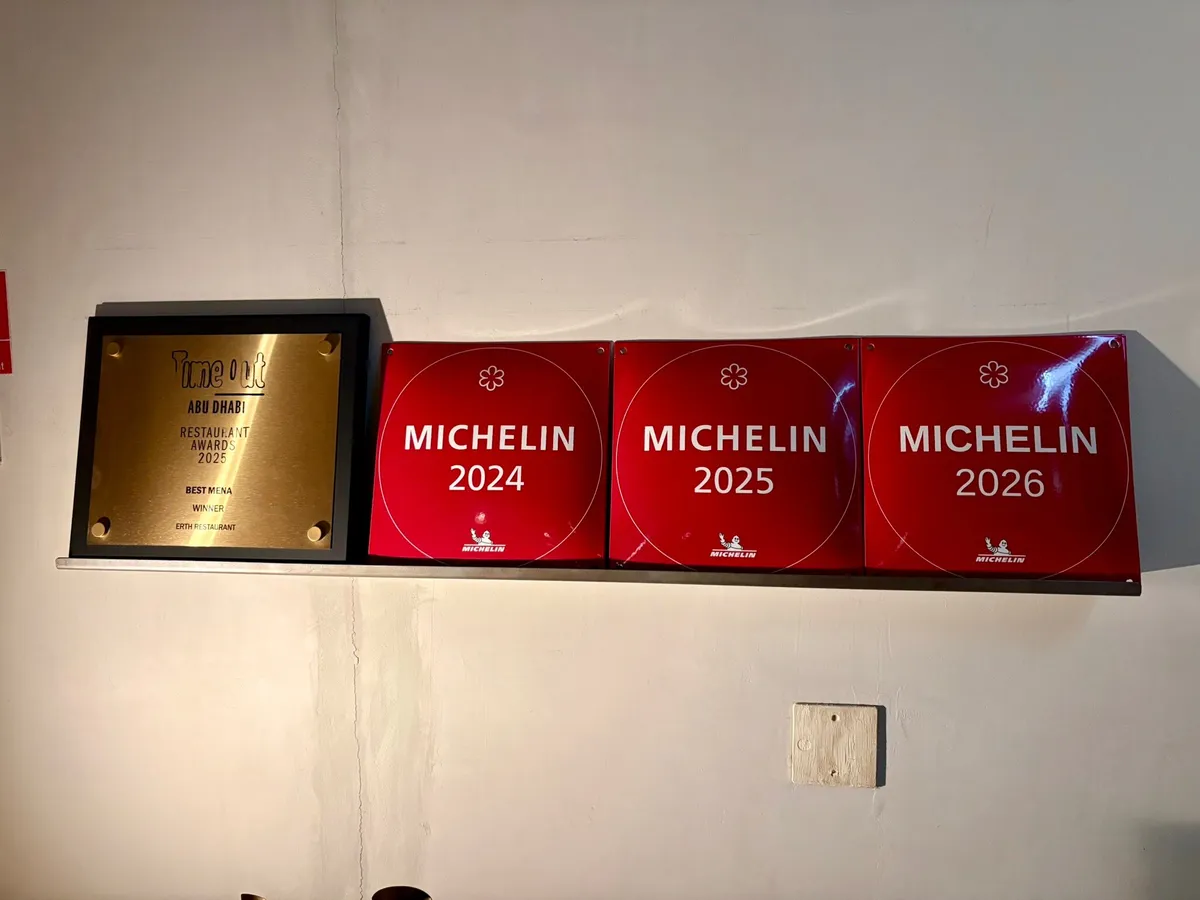 Time Out
ABU DHABI
RESTAURANT
AWARDS
2025
BEST MENA
WINNER
ERTH RESTAURANT
MICHELIN
2024
MICHELIN
MICHELIN
2025
MICHELIN
MICHELIN
2026
MICHELIN